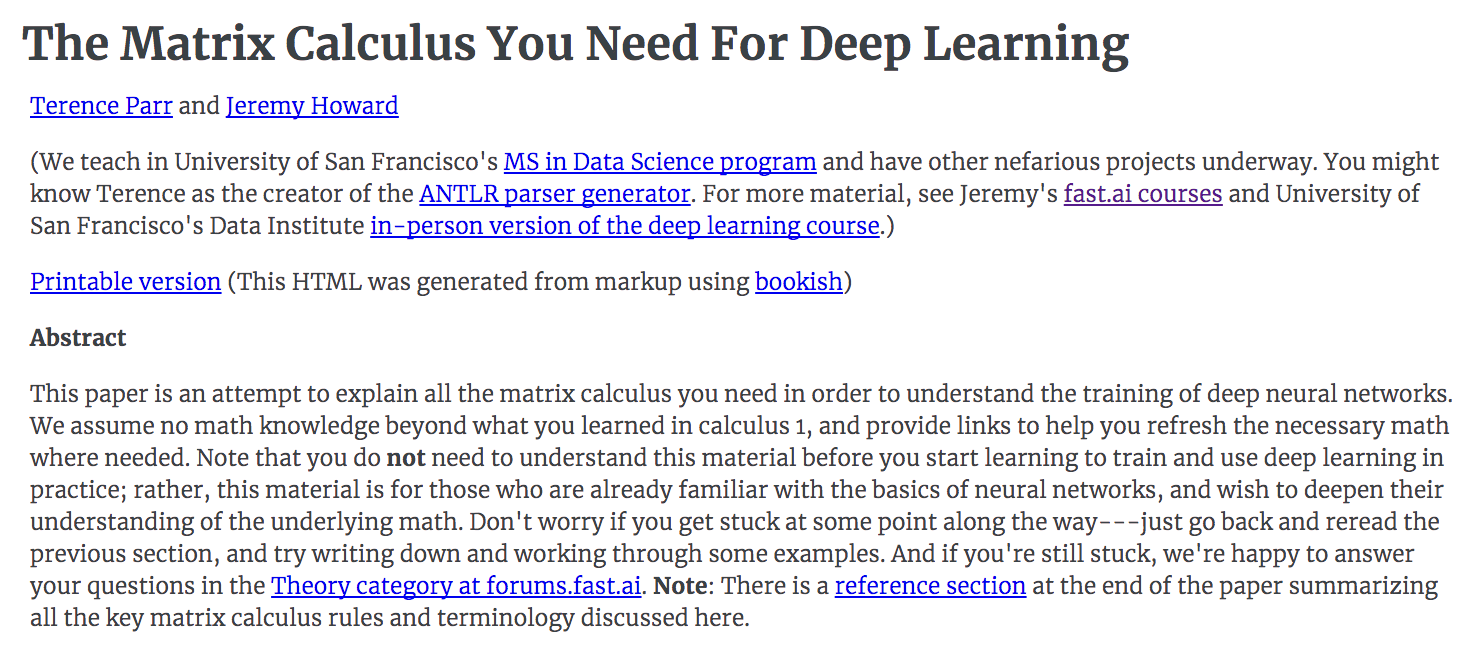 The Matrix Calculus You Need For Deep Learning
Terence Parr and Jeremy Howard
(We teach in University of San Francisco's MS in Data Science program and have other nefarious projects underway. You might
know Terence as the creator of the ANTLR parser generator. For more material, see Jeremy's fast.ai courses and University of
San Francisco's Data Institute in-person version of the deep learning course.)
Printable version (This HTML was generated from markup using bookish)
Abstract
This paper is an attempt to explain all the matrix calculus you need in order to understand the training of deep neural networks.
We assume no math knowledge beyond what you learned in calculus 1, and provide links to help you refresh the necessary math
where needed. Note that you do not need to understand this material before you start learning to train and use deep learning in
practice; rather, this material is for those who are already familiar with the basics of neural networks, and wish to deepen their
understanding of the underlying math. Don't worry if you get stuck at some point along the way---just go back and reread the
previous section, and try writing down and working through some examples. And if you're still stuck, we're happy to answer
your questions in the Theory category at forums.fast.ai. Note: There is a reference section at the end of the paper summarizing
all the key matrix calculus rules and terminology discussed here.